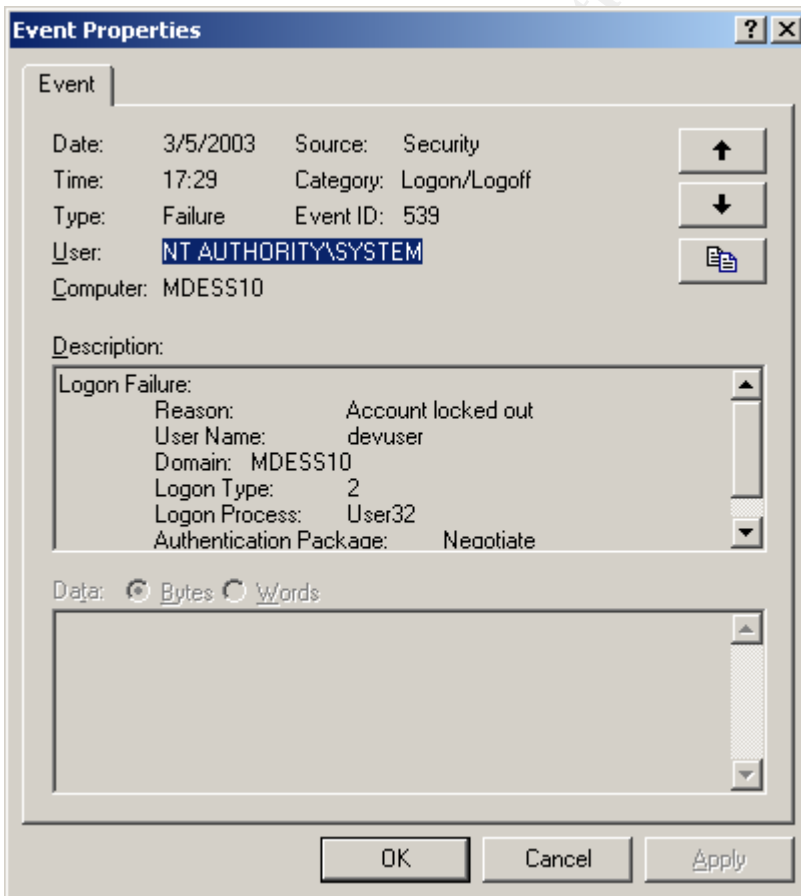 Event Properties
Event
Date: 3/5/2003 Source: Security
Time: 17:29 Category: Logon/Logoff
Type: Failure Event ID: 539
User: NT AUTHORITY\SYSTEM
Computer: MDESS10
Description:
Logon Failure:
Reason: Account locked out
User Name: devuser
Domain: MDESS10
Logon Type: 2
Logon Process: User32
Authentication Package: Negotiate
Data: Bytes Words
OK Cancel Apply